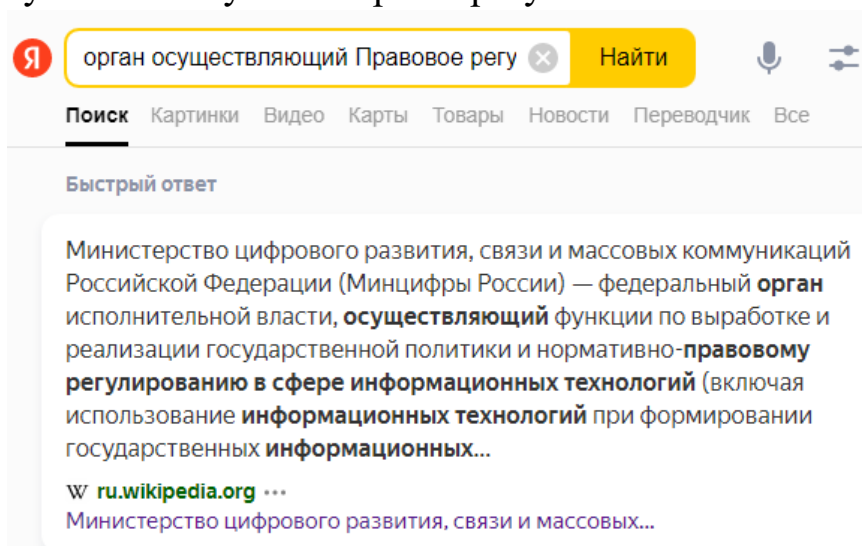 Я орган осуществляющий Правовое регу Найти
Поиск Картинки Видео Карты Товары Новости Переводчик Все
Быстрый ответ
Министерство цифрового развития, связи и массовых коммуникаций
Российской Федерации (Минцифры России) — федеральный орган
исполнительной власти, осуществляющий функции по выработке и
реализации государственной политики и нормативно-правовому
регулированию в сфере информационных технологий (включая
использование информационных технологий при формировании
государственных информационных...
W ru.wikipedia.org ···
Министерство цифрового развития, связи и массовых...